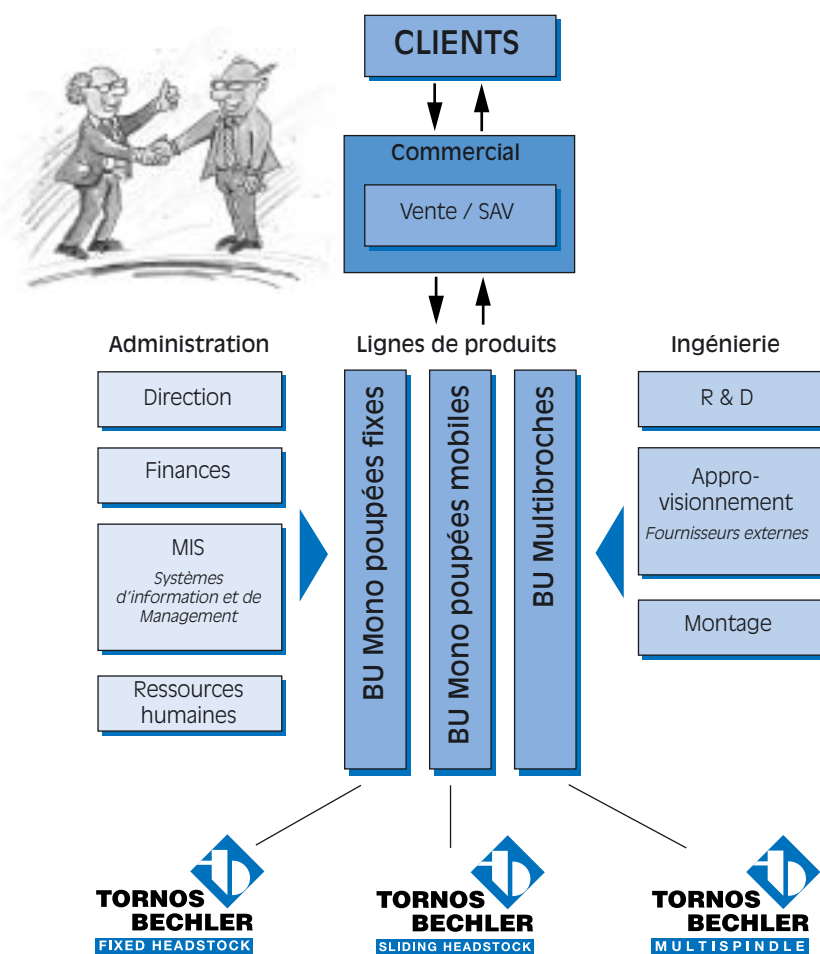 CLIENTS
Commercial
Vente / SAV
Administration
Direction
Finances
MIS
Systèmes
d'information et de
Management
Ressources
humaines
Lignes de produits
BU Mono poupées fixes
BU Mono poupées mobiles
BU Multibroches
Ingénierie
R & D
Appro-
visionnement
Fournisseurs externes
Montage
TORNOS
BECHLER
FIXED HEADSTOCK
TORNOS
BECHLER
SLIDING HEADSTOCK
TORNOS
BECHLER
MULTISPINDLE